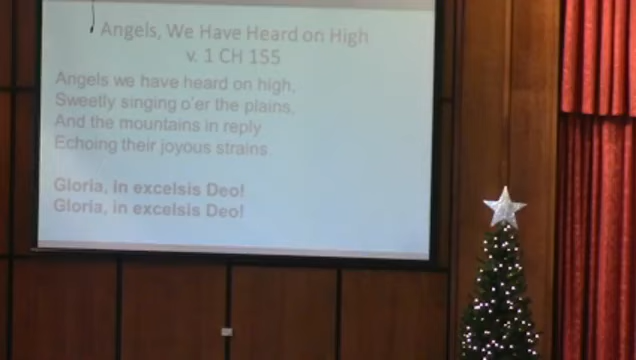 Angels, We Have Heard on High
v. 1 CH 155
Angels we have heard on high,
Sweetly singing o'er the plains,
And the mountains in reply
Echoing their joyous strains
Gloria, in excelsis Deo!
Gloria, in excelsis Deo!